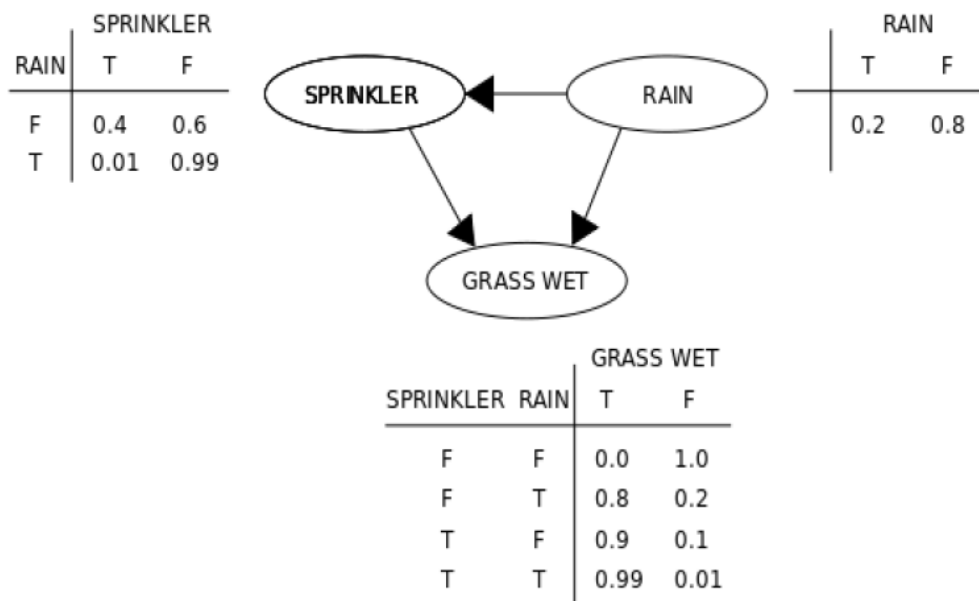 SPRINKLER
RAIN T F
F 0.4 0.6
T 0.01 0.99
SPRINKLER
RAIN
RAIN
T F
0.2 0.8
GRASS WET
GRASS WET
SPRINKLER RAIN T F
F F 0.0 1.0
F T 0.8 0.2
T F 0.9 0.1
T T 0.99 0.01